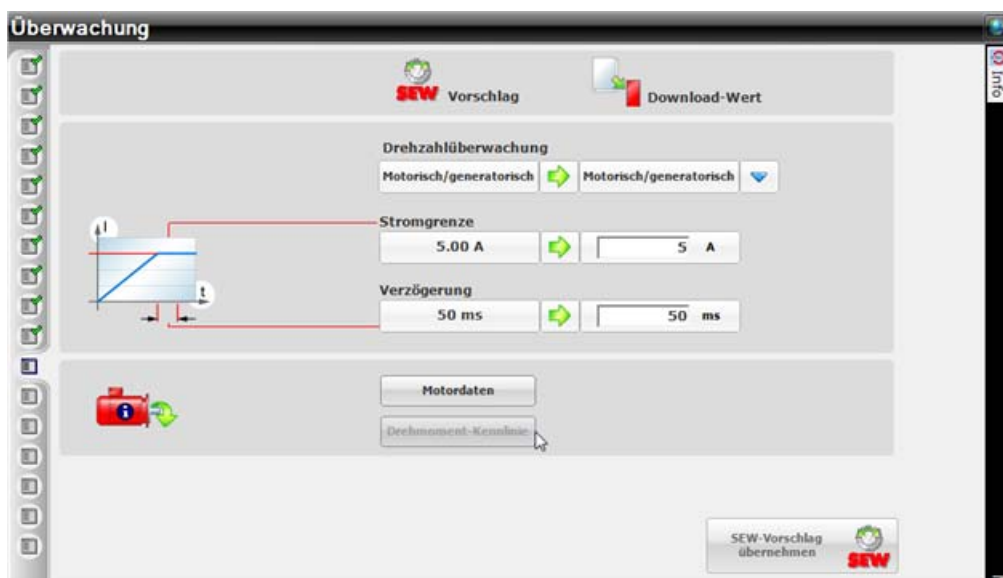 Überwachung
Info
SEW Vorschlag
Download-Wert
Drehzahlüberwachung
Motorisch/generatorisch
Motorisch/generatorisch
Stromgrenze
5.00 A
5 A
I
t
Verzögerung
50 ms
50 ms
Motordaten
i
Drehmoment-Kennlinie
SEW-Vorschlag
übernehmen
SEW